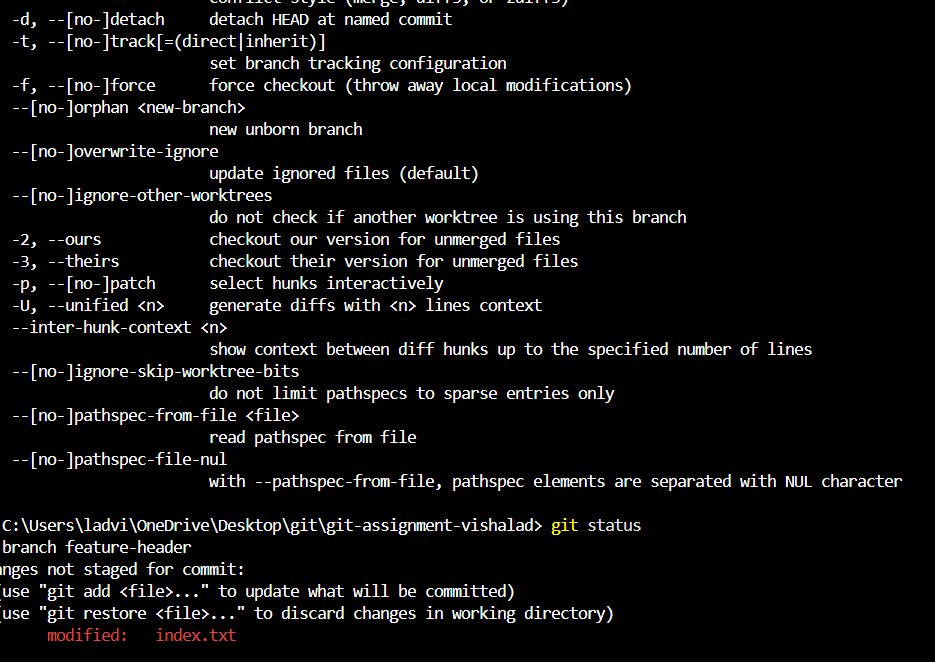 conflict style (merge, diff3, or zdiff3)
-d, --[no-]detach detach HEAD at named commit
-t, --[no-]track[=(direct|inherit)]
set branch tracking configuration
-f, --[no-]force force checkout (throw away local modifications)
--[no-]orphan <new-branch>
new unborn branch
--[no-]overwrite-ignore
update ignored files (default)
--[no-]ignore-other-worktrees
do not check if another worktree is using this branch
-2, --ours checkout our version for unmerged files
-3, --theirs checkout their version for unmerged files
-p, --[no-]patch select hunks interactively
-U, --unified <n> generate diffs with <n> lines context
--inter-hunk-context <n>
show context between diff hunks up to the specified number of lines
--[no-]ignore-skip-worktree-bits
do not limit pathspecs to sparse entries only
--[no-]pathspec-from-file <file>
read pathspec from file
--[no-]pathspec-file-nul
with --pathspec-from-file, pathspec elements are separated with NUL character
C:\Users\ladvi\OneDrive\Desktop\git\git-assignment-vishalad> git status
branch feature-header
anges not staged for commit:
(use "git add <file>..." to update what will be committed)
(use "git restore <file>..." to discard changes in working directory)
modified: index.txt